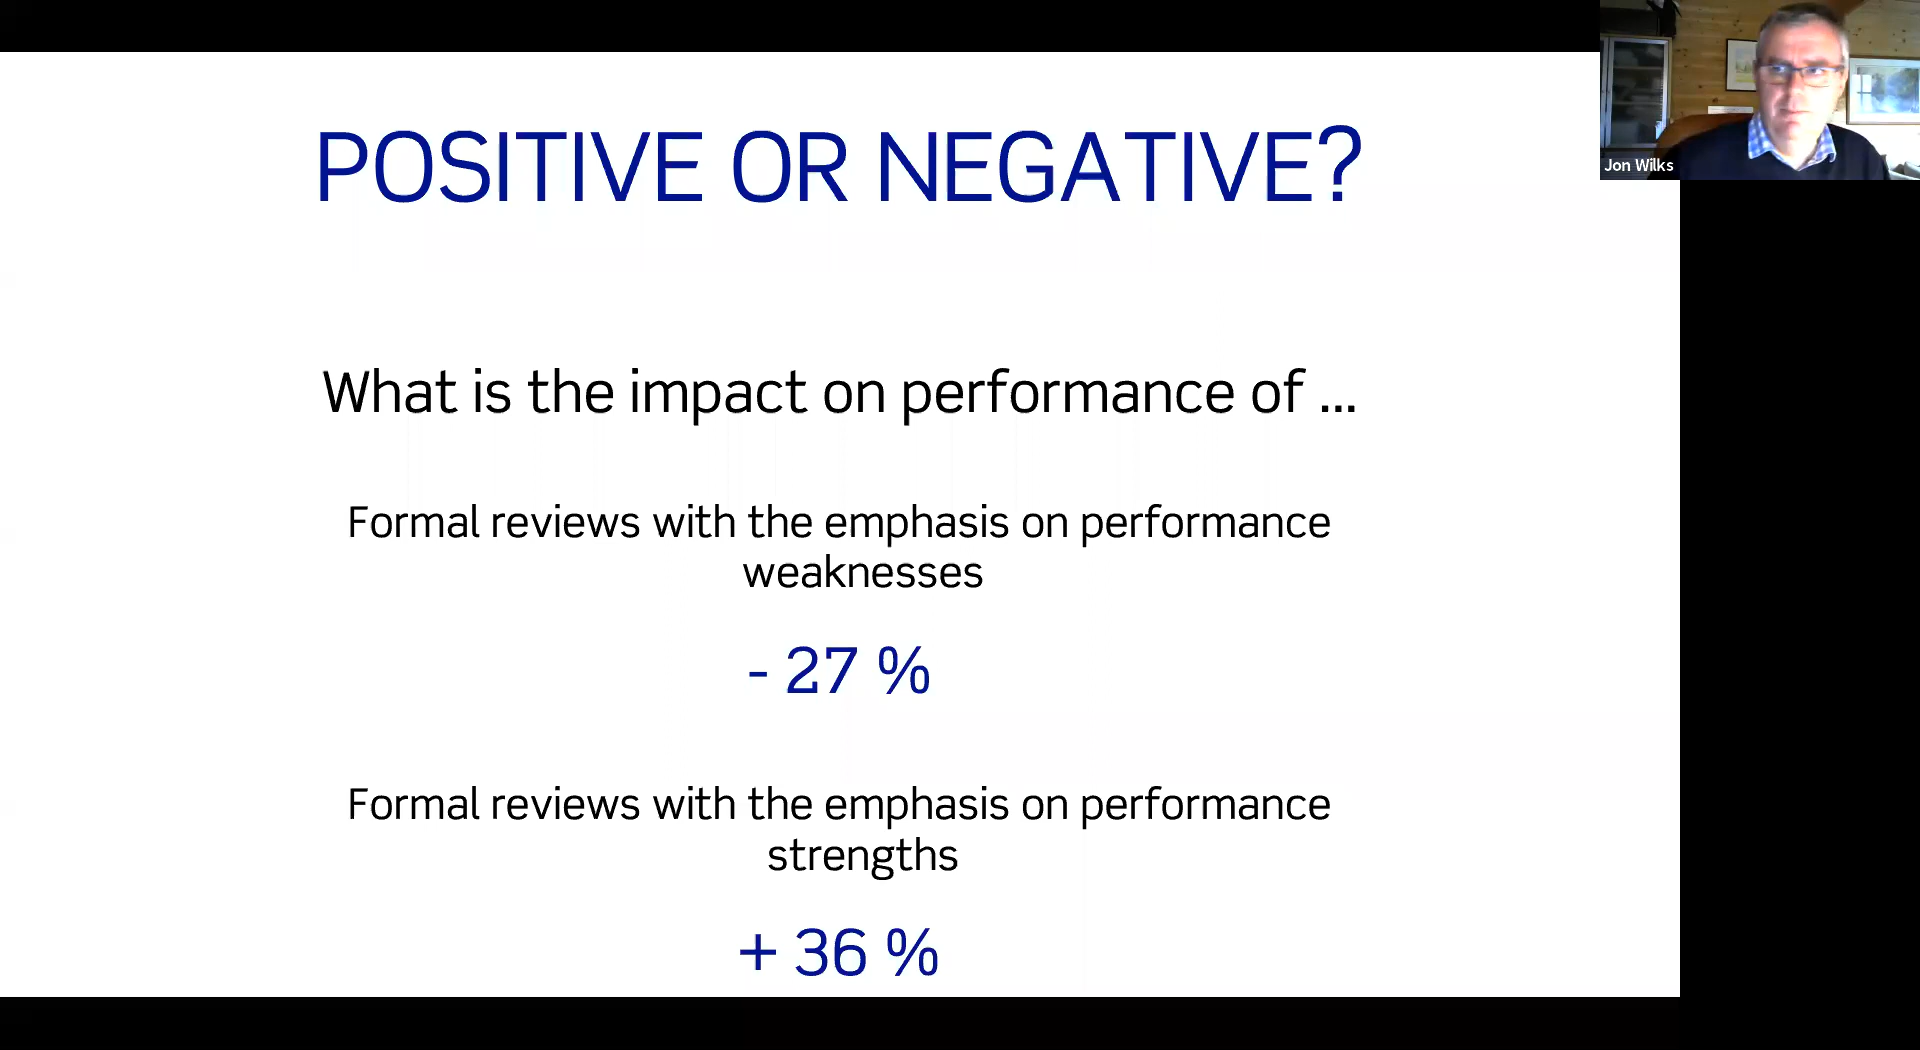 POSITIVE OR NEGATIVE?
Jon Wilks
What is the impact on performance of ...
Formal reviews with the emphasis on performance
weaknesses
- 27 %
Formal reviews with the emphasis on performance
strengths
+ 36 %